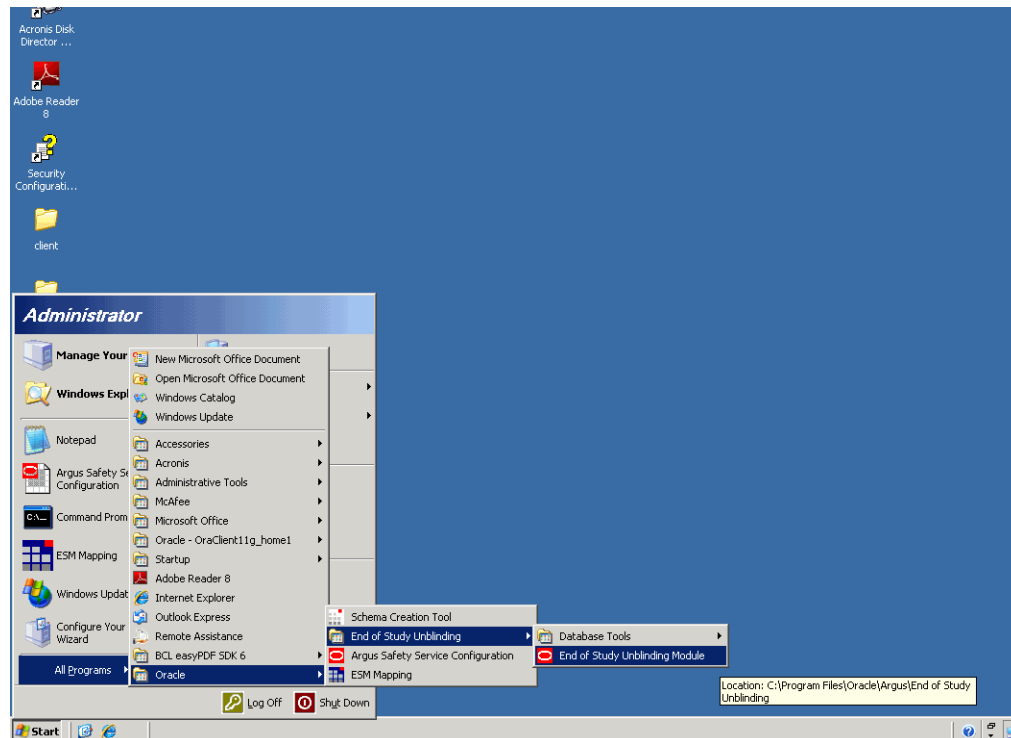 Acronis Disk
Director ...
Adobe Reader
8
Security
Configurati...
client
Administrator
Manage Your
Windows Expl
Notepad
Argus Safety Se
Configuration
Command Prom
ESM Mapping
Windows Updat
Configure Your
Wizard
All Programs
New Microsoft Office Document
Open Microsoft Office Document
Windows Catalog
Windows Update
Accessories
Acronis
Administrative Tools
McAfee
Microsoft Office
Oracle - OraClient11g_home1
Startup
Adobe Reader 8
Internet Explorer
Outlook Express
Remote Assistance
BCL easyPDF SDK 6
Oracle
Schema Creation Tool
End of Study Unblinding
Argus Safety Service Configuration
ESM Mapping
Database Tools
End of Study Unblinding Module
Location: C:\Program Files\Oracle\Argus\End of Study
Unblinding
Log Off
Shut Down
Start